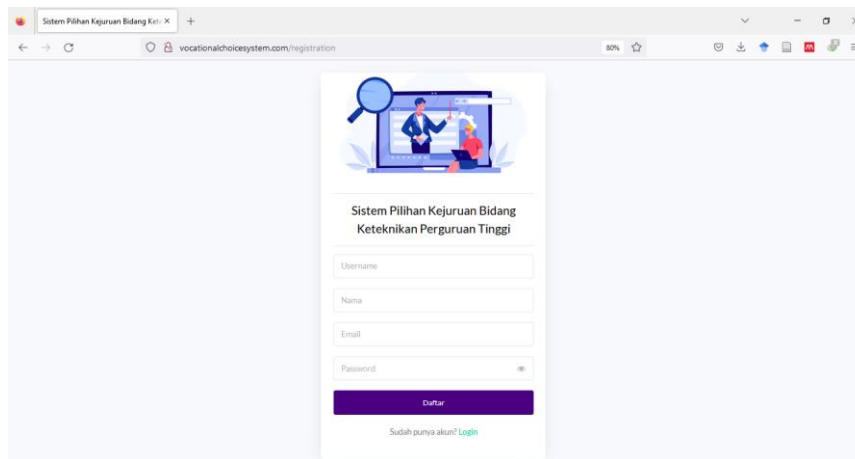 Sistem Pilihan Kejuruan Bidang Kete
vocationalchoicesystem.com/registration
80%
Sistem Pilihan Kejuruan Bidang
Keteknikan Perguruan Tinggi
Username
Nama
Email
Password
Daftar
Sudah punya akun? Login